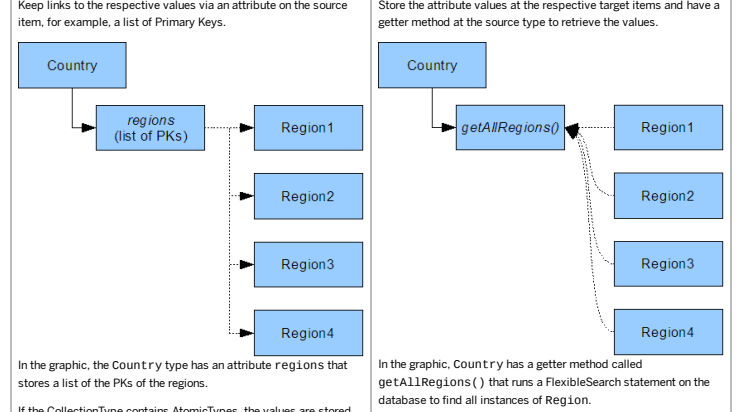 Keep links to the respective values via an attribute on the source
item, for example, a list of Primary Keys.
Country
regions
(list of PKs)
Region1
Region2
Region3
Region4
In the graphic, the Country type has an attribute regions that
stores a list of the PKs of the regions.
If the CollectionType contains AtomicTypes, the values are stored
Store the attribute values at the respective target items and have a
getter method at the source type to retrieve the values.
Country
getAllRegions()
Region1
Region2
Region3
Region4
In the graphic, Country has a getter method called
getAllRegions() that runs a FlexibleSearch statement on the
database to find all instances of Region.